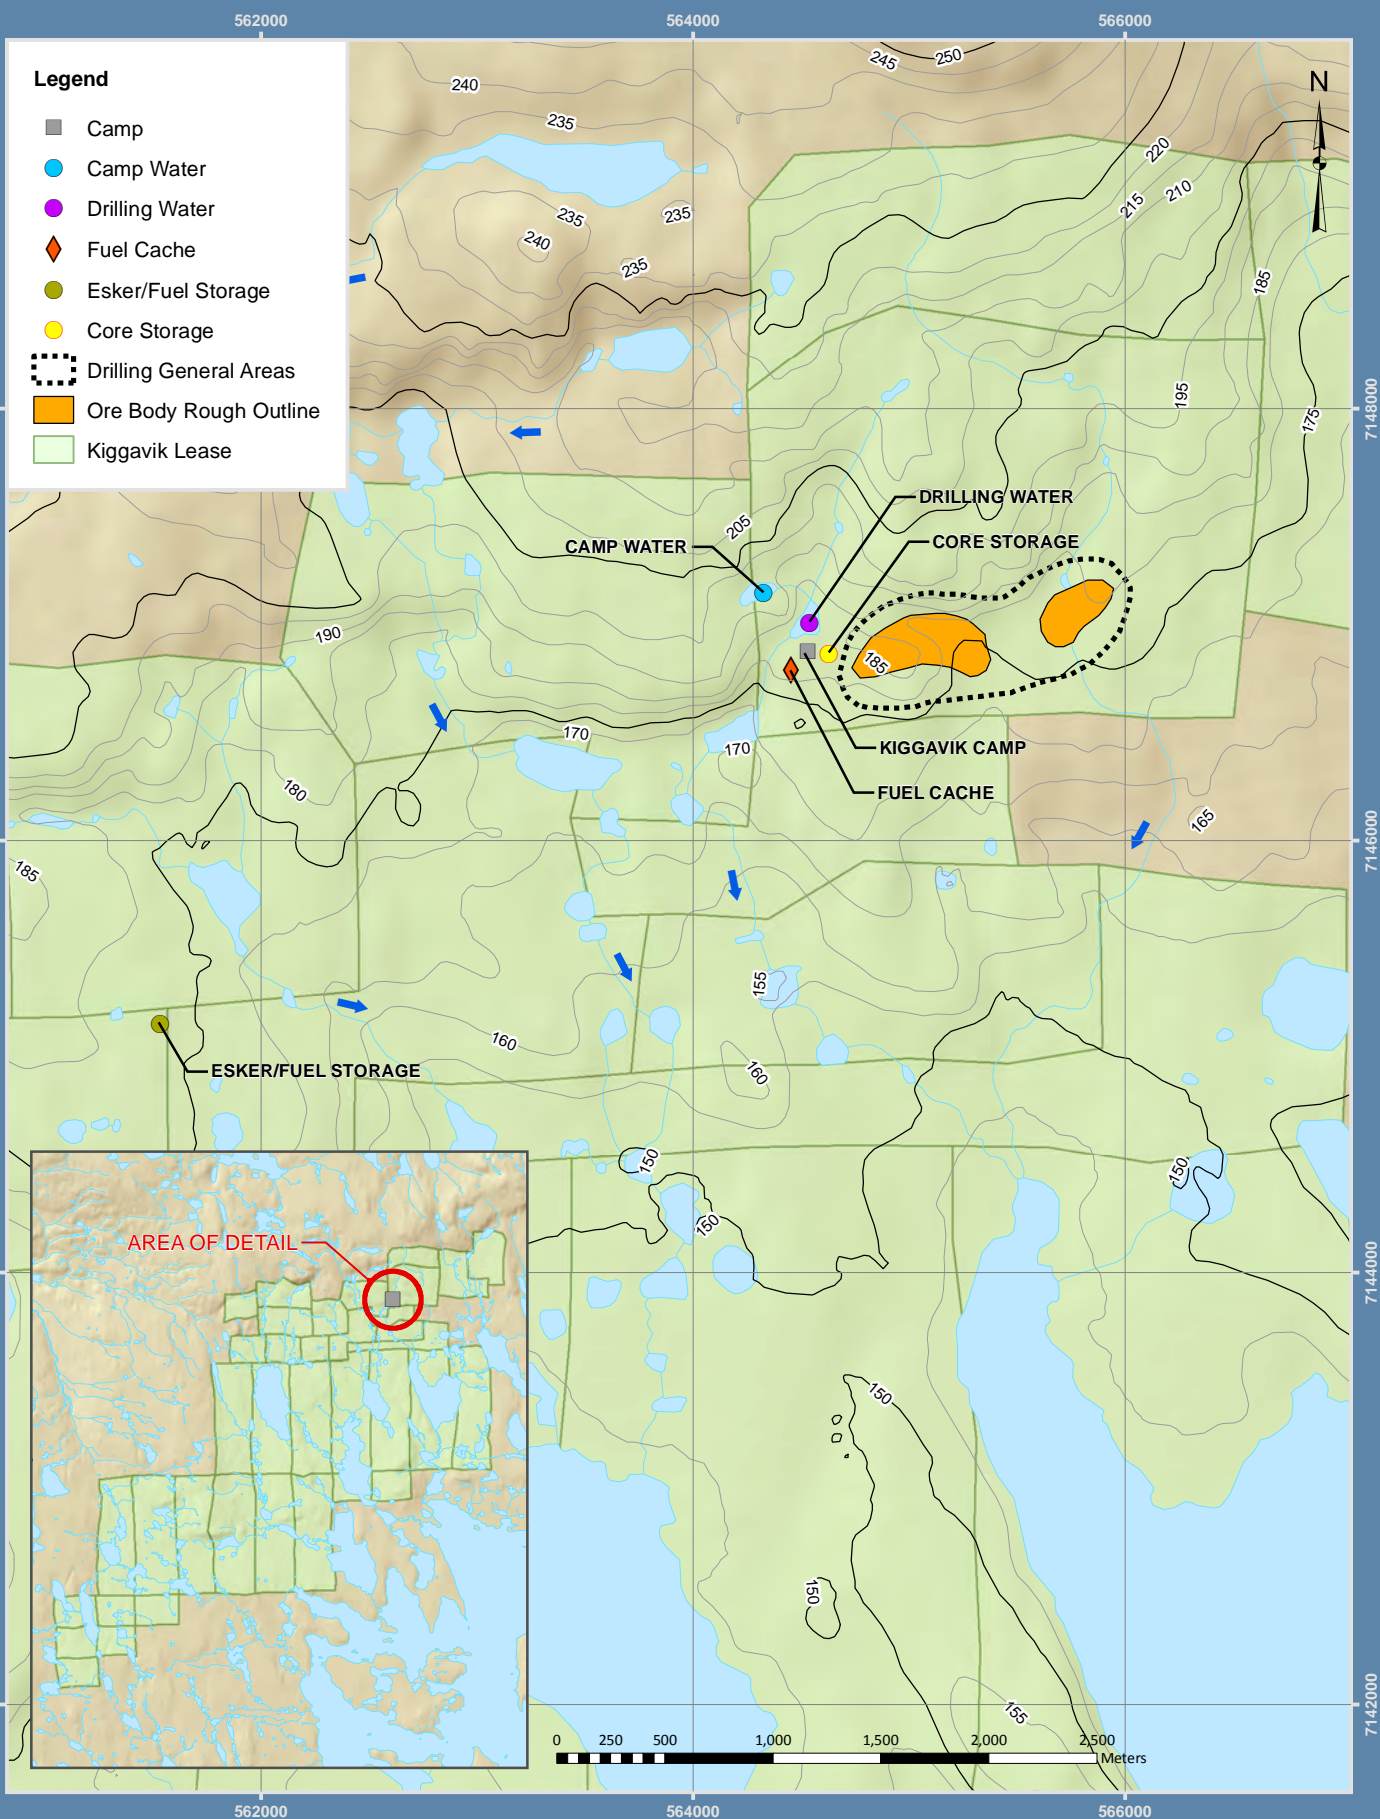 562000
564000
566000
Legend
Camp
Camp Water
Drilling Water
Fuel Cache
Esker/Fuel Storage
Core Storage
Drilling General Areas
Ore Body Rough Outline
Kiggavik Lease
N
240
235
245
250
220
215
210
235
240
235
235
185
195
175
7148000
DRILLING WATER
CORE STORAGE
CAMP WATER
205
190
185
170
170
KIGGAVIK CAMP
FUEL CACHE
180
165
7146000
185
155
160
160
ESKER/FUEL STORAGE
150
150
150
AREA OF DETAIL
7144000
150
150
155
7142000
0
250
500
1,000
1,500
2,000
2,500
Meters
562000
564000
566000